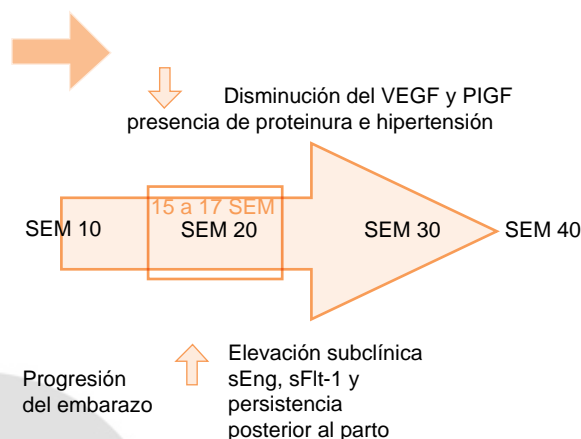 Disminución del VEGF y PIGF
presencia de proteinura e hipertensión
15 a 17 SEM
SEM 10
SEM 20
SEM 30
SEM 40
Elevación subclínica
sEng, sFlt-1 y
persistencia
posterior al parto
Progresión
del embarazo